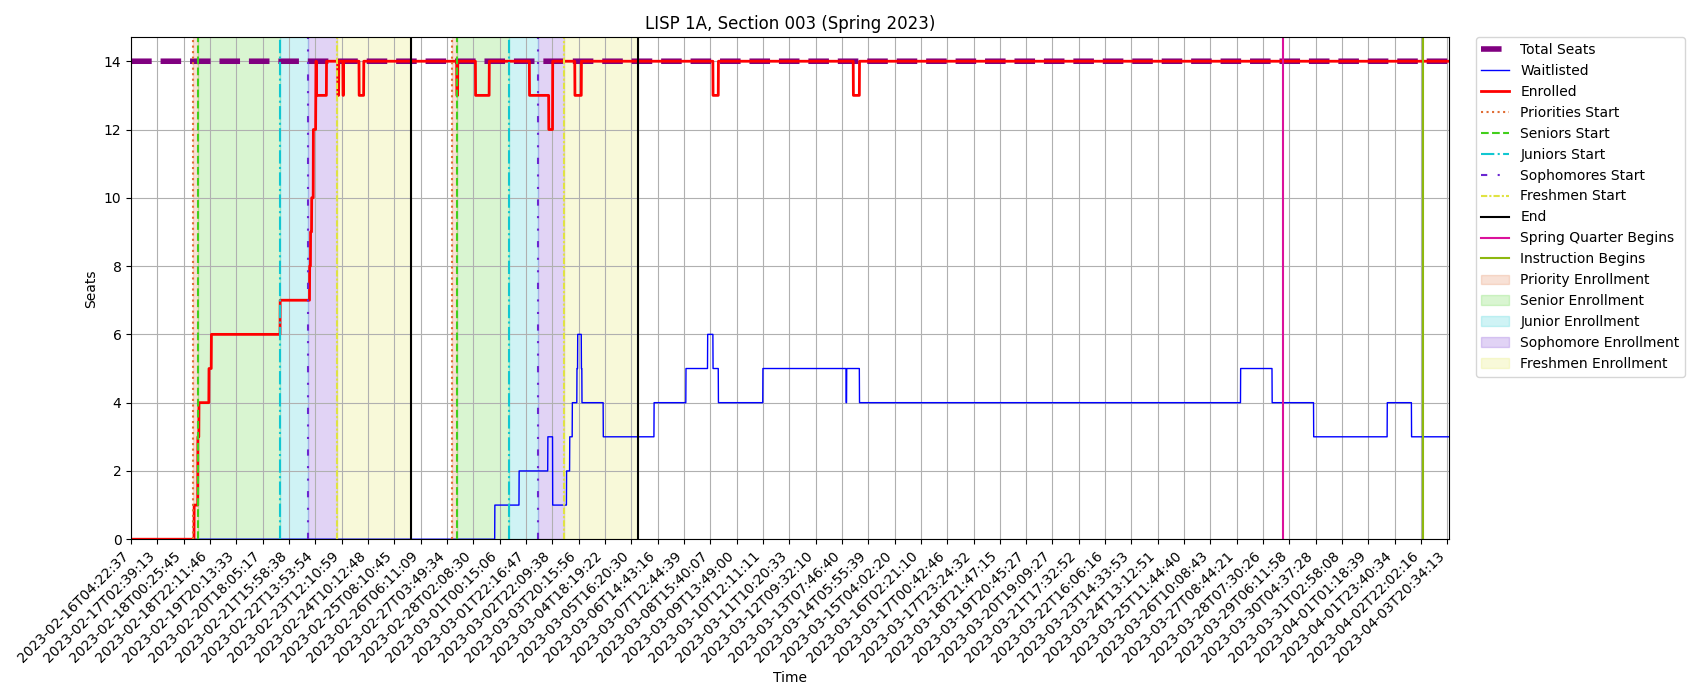 LISP 1A, Section 003 (Spring 2023)
Seats
14
12
10
8
6
4
2
0
2023-02-16T04:22:37
2023-02-17T02:39:13
2023-02-18T00:25:45
2023-02-18T22:11:46
2023-02-19T20:13:33
2023-02-20T18:05:17
2023-02-21T15:58:38
2023-02-22T13:53:54
2023-02-23T12:10:59
2023-02-24T10:12:48
2023-02-25T08:10:45
2023-02-26T06:11:09
2023-02-27T03:49:34
2023-02-28T02:08:30
2023-03-01T00:15:06
2023-03-01T22:16:47
2023-03-02T22:09:38
2023-03-03T20:15:56
2023-03-04T18:19:22
2023-03-05T16:20:30
2023-03-06T14:43:16
2023-03-07T12:44:39
2023-03-08T15:40:07
2023-03-09T13:49:00
2023-03-10T12:11:11
2023-03-11T10:20:33
2023-03-12T09:32:10
2023-03-13T07:46:40
2023-03-14T05:55:39
2023-03-15T04:02:20
2023-03-16T02:21:10
2023-03-17T00:42:46
2023-03-17T23:24:32
2023-03-18T21:47:15
2023-03-19T20:45:27
2023-03-20T19:09:27
2023-03-21T17:32:52
2023-03-22T16:06:16
2023-03-23T14:33:53
2023-03-24T13:12:51
2023-03-25T11:44:40
2023-03-26T10:08:43
2023-03-27T08:44:21
2023-03-28T07:30:26
2023-03-29T06:11:58
2023-03-30T04:37:28
2023-03-31T02:58:08
2023-04-01T01:18:39
2023-04-01T23:40:34
2023-04-02T22:02:16
2023-04-03T20:34:13
Time
Total Seats
Waitlisted
Enrolled
Priorities Start
Seniors Start
Juniors Start
Sophomores Start
Freshmen Start
End
Spring Quarter Begins
Instruction Begins
Priority Enrollment
Senior Enrollment
Junior Enrollment
Sophomore Enrollment
Freshmen Enrollment